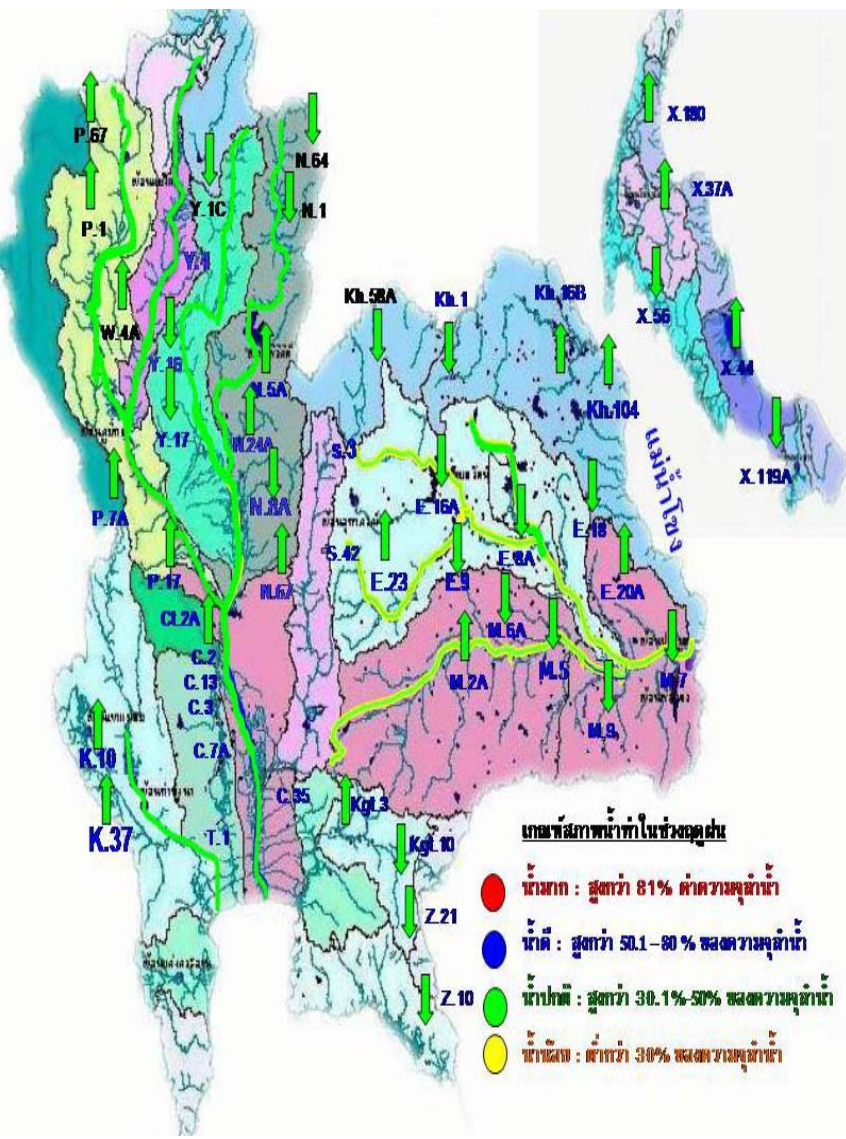 P.67
N.64
Y.1C
N.1
P.1
Y.4
W.4A
Y.16
N.5A
Y.17
N.24A
N.8A
P.7A
P.17
N.67
Kh.58A
Kh.1
Kh.16B
Kh.104
แม่น้ำโขง
s.3
E.16A
E.18
E.8A
S.42
E.23
E.9
E.20A
M.6A
M.2A
M.5
M.7
M.9
Ct.2A
C.2
C.13
C.3
C.7A
C.35
K.10
K.37
T.1
Kgt.3
Kgt.10
Z.21
Z.10
X.180
X.37A
X.56
X.44
X.119A
เกณฑ์สภาพน้ำท่าในช่วงฤดูฝน
น้ำมาก : สูงกว่า 81% ค่าความจุลำน้ำ
น้ำดี : สูงกว่า 50.1-80 % ของความจุลำน้ำ
น้ำปกติ : สูงกว่า 30.1%-50% ของความจุลำน้ำ
น้ำน้อย : ต่ำกว่า 30% ของความจุลำน้ำ